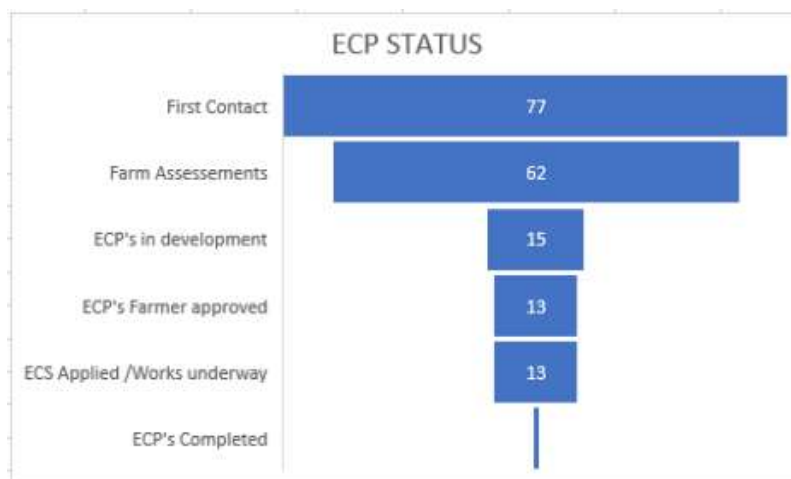 ECP STATUS
First Contact 77
Farm Assessements 62
ECP's in development 15
ECP's Farmer approved 13
ECS Applied /Works underway 13
ECP's Completed